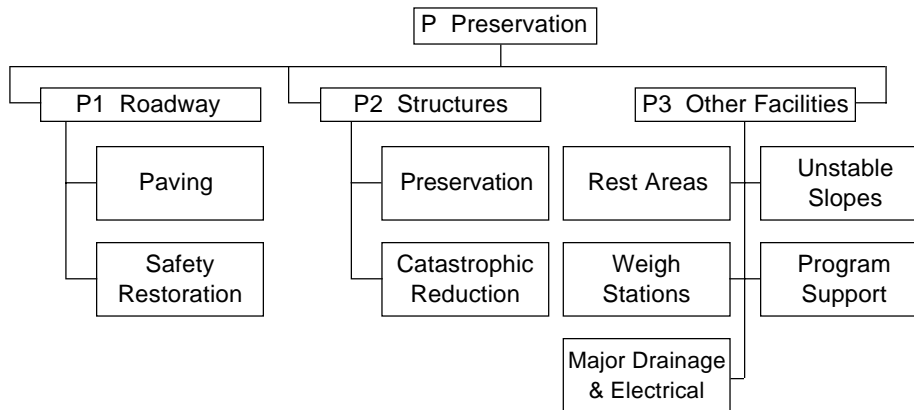 P Preservation
P1 Roadway
P2 Structures
P3 Other Facilities
Paving
Preservation
Rest Areas
Unstable
Slopes
Safety
Restoration
Catastrophic
Reduction
Weigh
Stations
Program
Support
Major Drainage
& Electrical